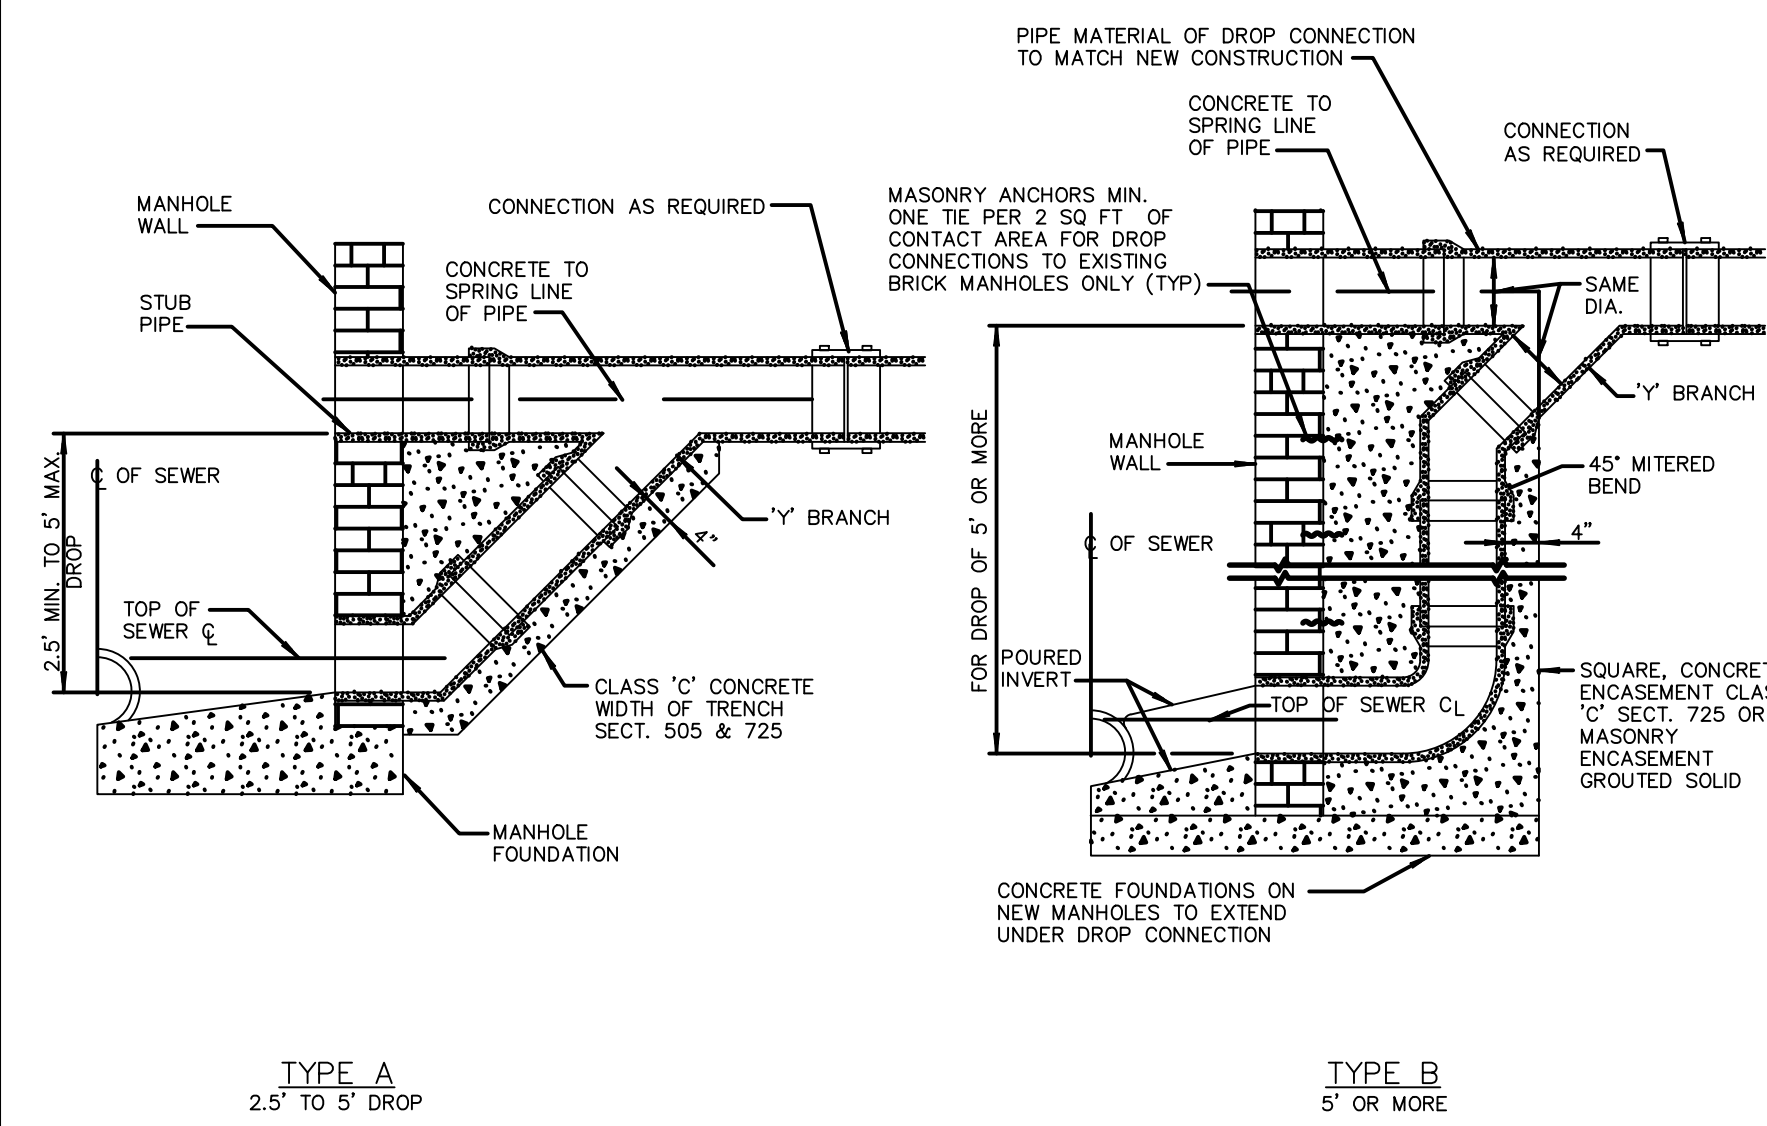 MANHOLE
WALL
STUB
PIPE
CONNECTION AS REQUIRED
CONCRETE TO
SPRING LINE
OF PIPE
2.5' MIN. TO 5' MAX.
DROP
℄ OF SEWER
'Y' BRANCH
4"
TOP OF
SEWER ℄
CLASS 'C' CONCRETE
WIDTH OF TRENCH
SECT. 505 & 725
MANHOLE
FOUNDATION
TYPE A
2.5' TO 5' DROP
PIPE MATERIAL OF DROP CONNECTION
TO MATCH NEW CONSTRUCTION
CONCRETE TO
SPRING LINE
OF PIPE
CONNECTION
AS REQUIRED
MASONRY ANCHORS MIN.
ONE TIE PER 2 SQ FT OF
CONTACT AREA FOR DROP
CONNECTIONS TO EXISTING
BRICK MANHOLES ONLY (TYP)
SAME
DIA.
'Y' BRANCH
FOR DROP OF 5' OR MORE
MANHOLE
WALL
45° MITERED
BEND
4"
℄ OF SEWER
POURED
INVERT
TOP OF SEWER CL
SQUARE, CONCRET
ENCASEMENT CLAS
'C' SECT. 725 OR
MASONRY
ENCASEMENT
GROUTED SOLID
CONCRETE FOUNDATIONS ON
NEW MANHOLES TO EXTEND
UNDER DROP CONNECTION
TYPE B
5' OR MORE